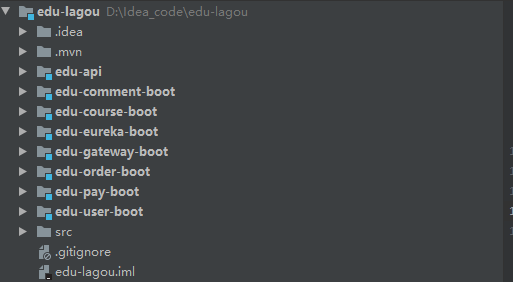 edu-lagou D:\Idea_code\edu-lagou
.idea
.mvn
edu-api
edu-comment-boot
edu-course-boot
edu-eureka-boot
edu-gateway-boot
edu-order-boot
edu-pay-boot
edu-user-boot
src
.gitignore
edu-lagou.iml